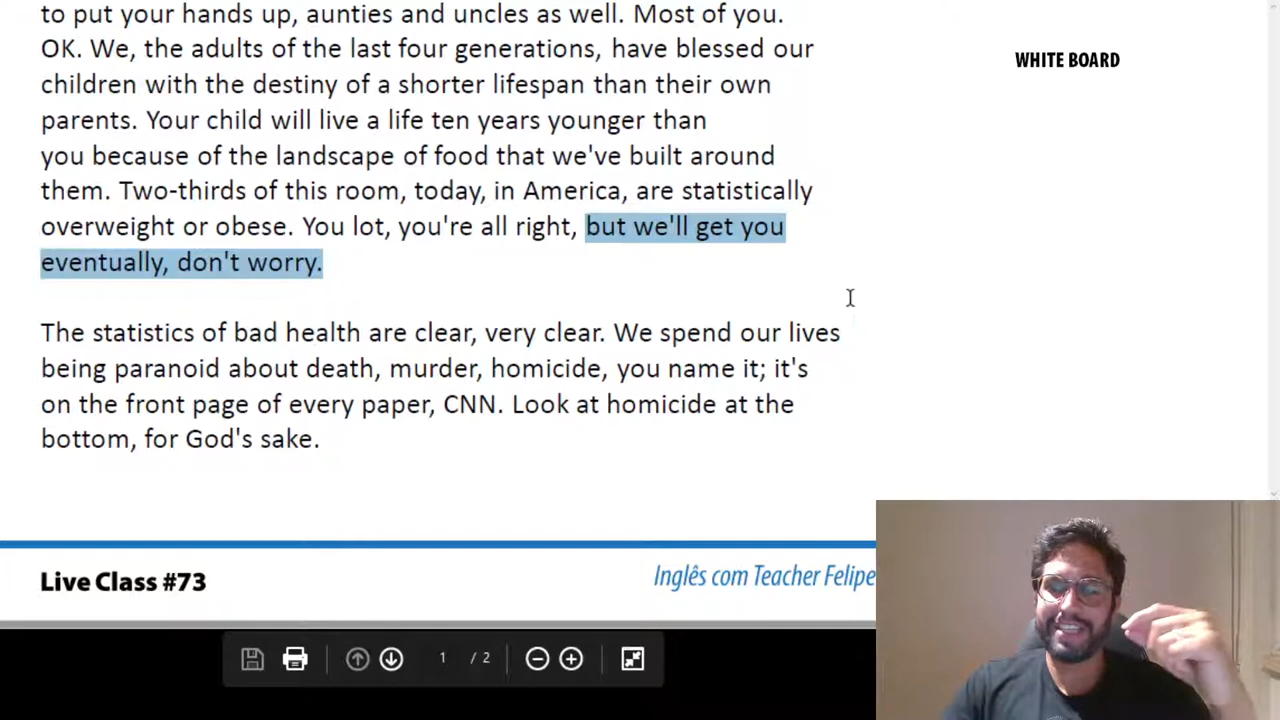 to put your hands up, aunties and uncles as well. Most of you.
OK. We, the adults of the last four generations, have blessed our
children with the destiny of a shorter lifespan than their own
parents. Your child will live a life ten years younger than
you because of the landscape of food that we've built around
them. Two-thirds of this room, today, in America, are statistically
overweight or obese. You lot, you're all right, but we'll get you
eventually, don't worry.
The statistics of bad health are clear, very clear. We spend our lives
being paranoid about death, murder, homicide, you name it; it's
on the front page of every paper, CNN. Look at homicide at the
bottom, for God's sake.
WHITE BOARD
Live Class #73
Inglês com Teacher Felipe
1 / 2